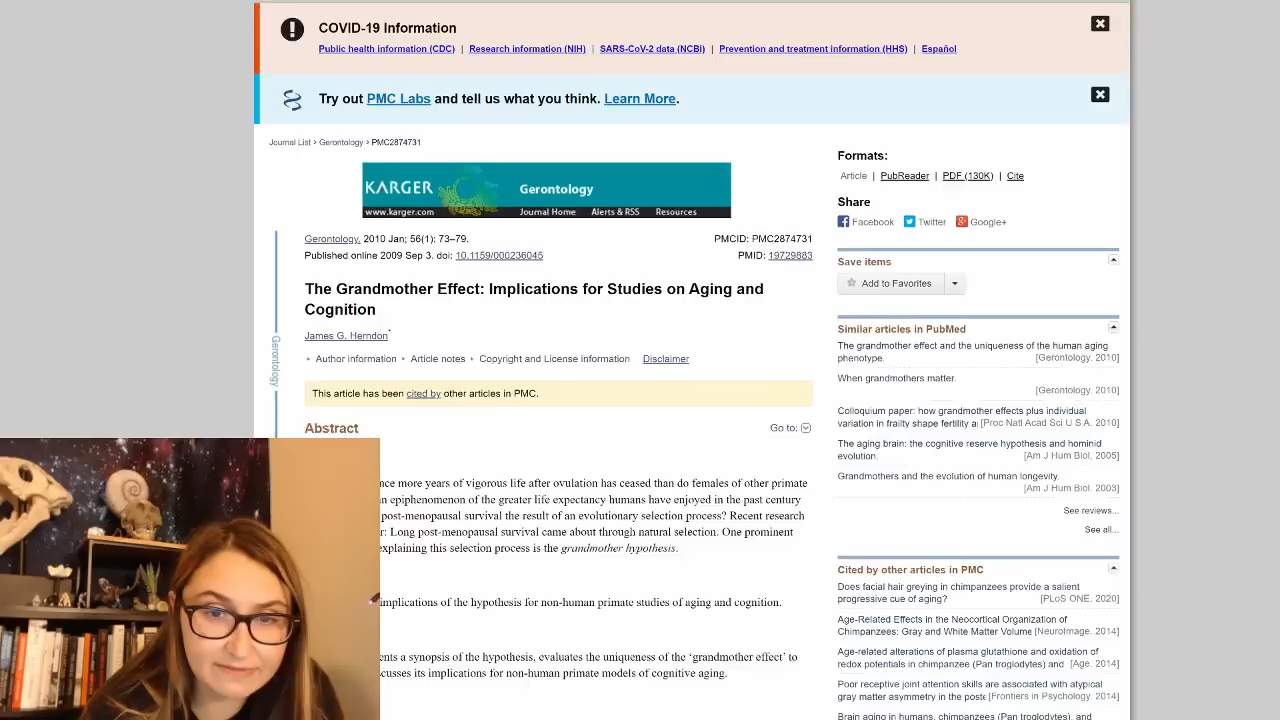 COVID-19 Information
Public health information (CDC) | Research information (NIH) | SARS-CoV-2 data (NCBI) | Prevention and treatment information (HHS) | Español
Try out PMC Labs and tell us what you think. Learn More.
Journal List > Gerontology > PMC2874731
KARGER
Gerontology
www.karger.com
Journal Home Alerts & RSS Resources
Gerontology. 2010 Jan; 56(1): 73–79.
PMCID: PMC2874731
Published online 2009 Sep 3. doi: 10.1159/000236045
PMID: 19729883
The Grandmother Effect: Implications for Studies on Aging and
Cognition
James G. Herndon*
Author information Article notes Copyright and License information Disclaimer
This article has been cited by other articles in PMC.
Abstract
Go to:
nce more years of vigorous life after ovulation has ceased than do females of other primate
n epiphenomenon of the greater life expectancy humans have enjoyed in the past century
post-menopausal survival the result of an evolutionary selection process? Recent research
r: Long post-menopausal survival came about through natural selection. One prominent
explaining this selection process is the grandmother hypothesis.
implications of the hypothesis for non-human primate studies of aging and cognition.
ents a synopsis of the hypothesis, evaluates the uniqueness of the ‘grandmother effect’ to
scusses its implications for non-human primate models of cognitive aging.
Gerontology
Formats:
Article | PubReader | PDF (130K) | Cite
Share
Facebook Twitter Google+
Save items
Add to Favorites
Similar articles in PubMed
The grandmother effect and the uniqueness of the human aging
phenotype. [Gerontology. 2010]
When grandmothers matter.
[Gerontology. 2010]
Colloquium paper: how grandmother effects plus individual
variation in frailty shape fertility a [Proc Natl Acad Sci U S A. 2010]
The aging brain: the cognitive reserve hypothesis and hominid
evolution. [Am J Hum Biol. 2005]
Grandmothers and the evolution of human longevity.
[Am J Hum Biol. 2003]
See reviews...
See all...
Cited by other articles in PMC
Does facial hair greying in chimpanzees provide a salient
progressive cue of aging? [PLoS ONE. 2020]
Age-Related Effects in the Neocortical Organization of
Chimpanzees: Gray and White Matter Volume [NeuroImage. 2014]
Age-related alterations of plasma glutathione and oxidation of
redox potentials in chimpanzee (Pan troglodytes) and [Age. 2014]
Poor receptive joint attention skills are associated with atypical
gray matter asymmetry in the poste [Frontiers in Psychology. 2014]
Brain aging in humans, chimpanzees (Pan troglodytes), and